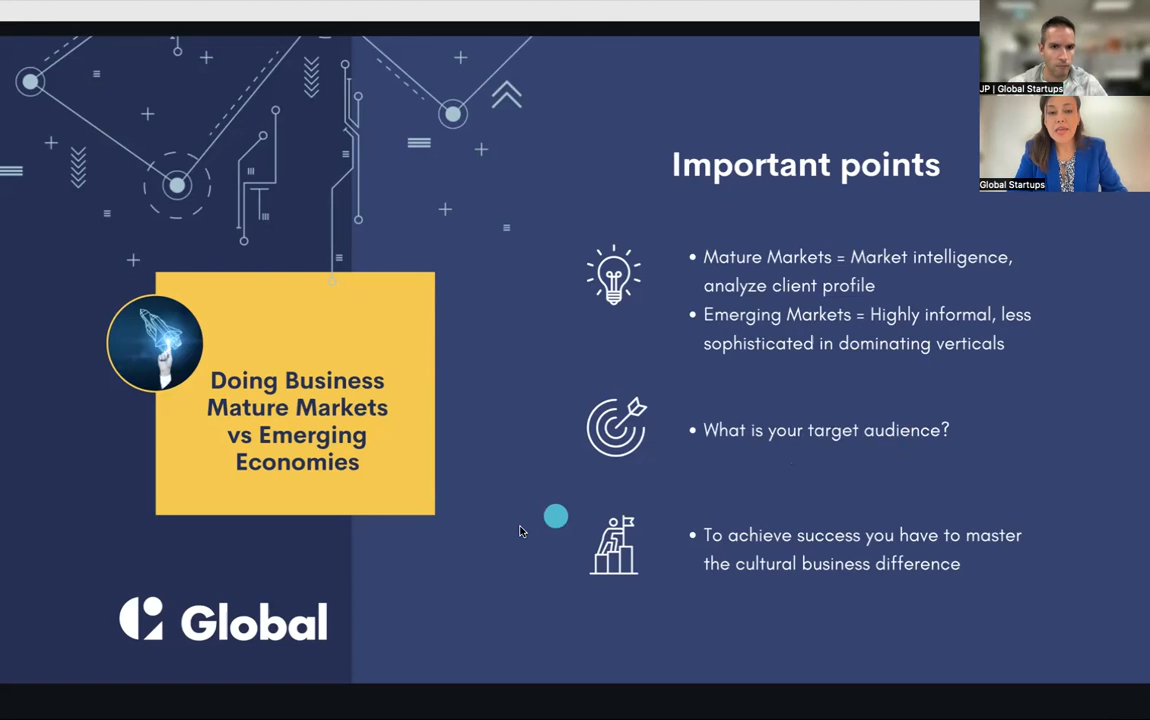 JP | Global Startups
Global Startups
Important points
• Mature Markets = Market intelligence,
analyze client profile
• Emerging Markets = Highly informal, less
sophisticated in dominating verticals
Doing Business
Mature Markets
vs Emerging
Economies
• What is your target audience?
• To achieve success you have to master
the cultural business difference
Global